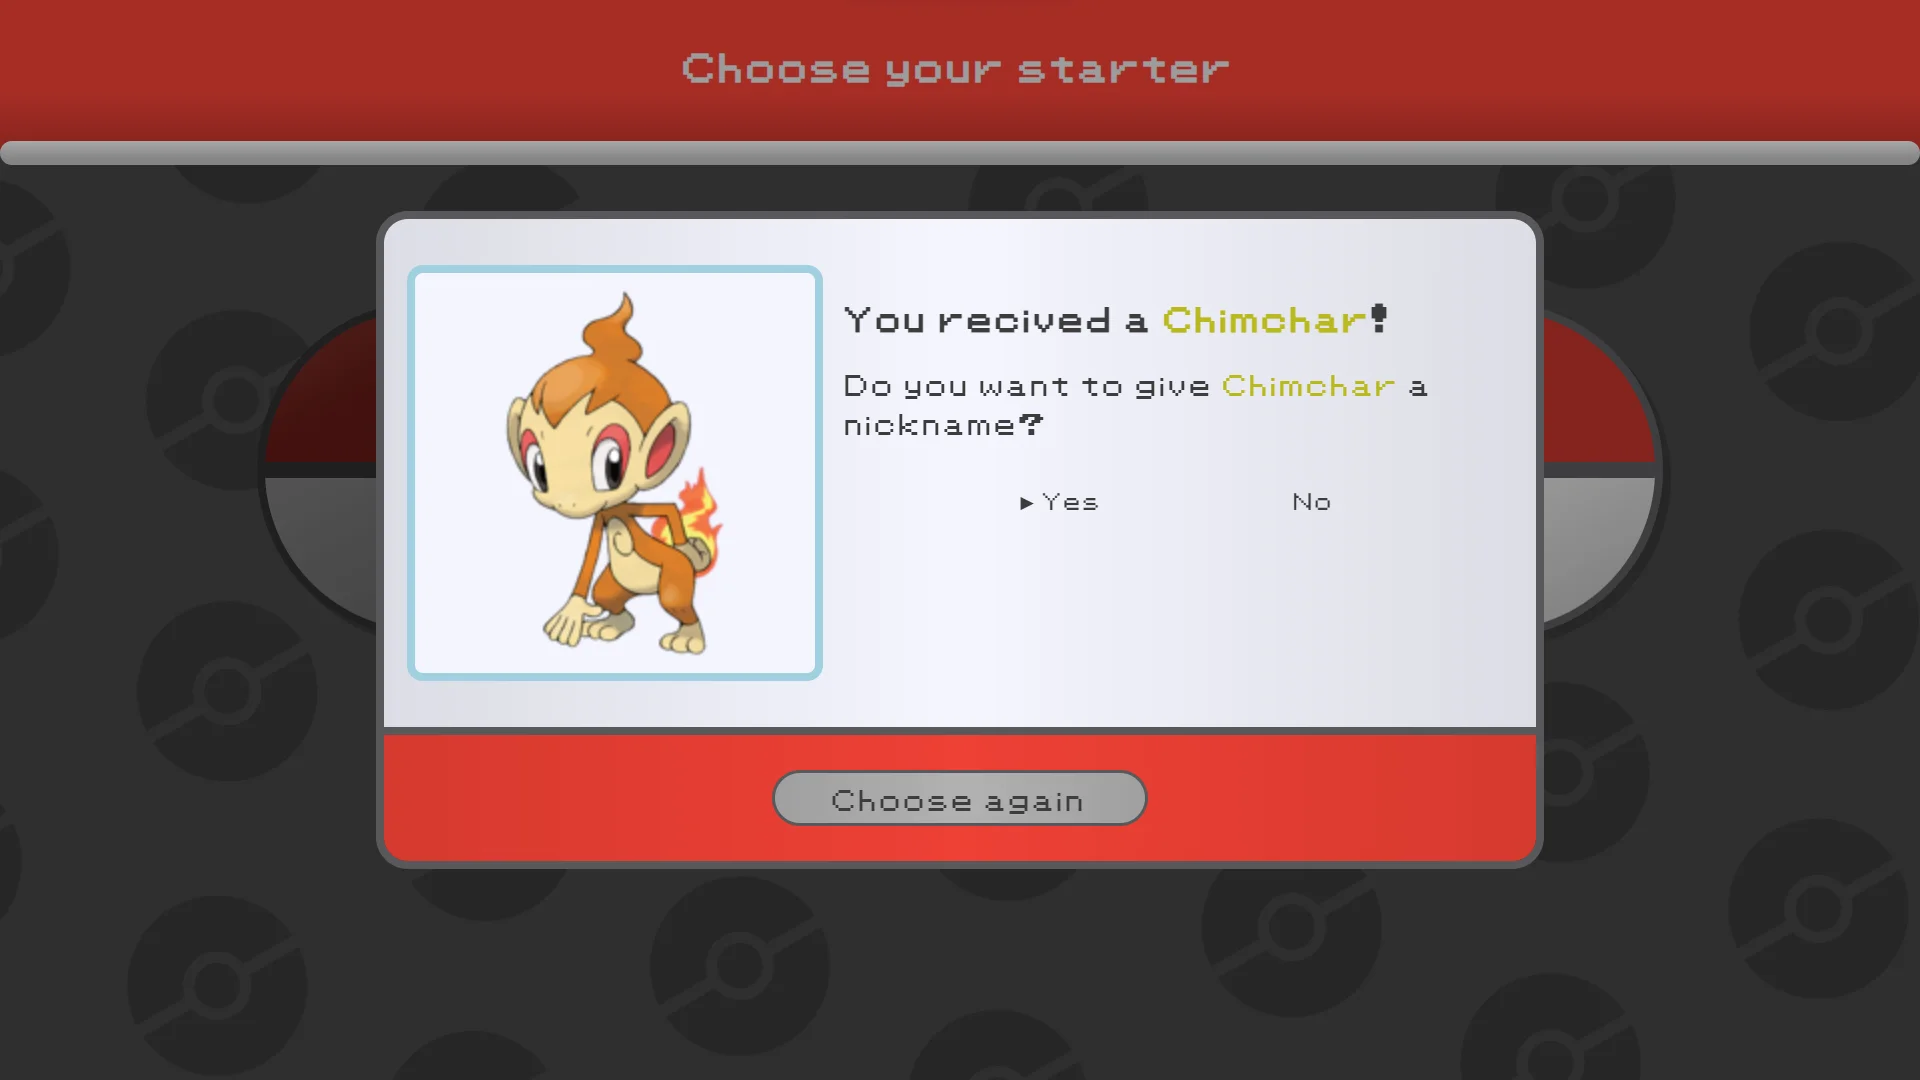 Choose your starter
You recived a Chimchar!
Do you want to give Chimchar a
nickname?
▸Yes No
Choose again